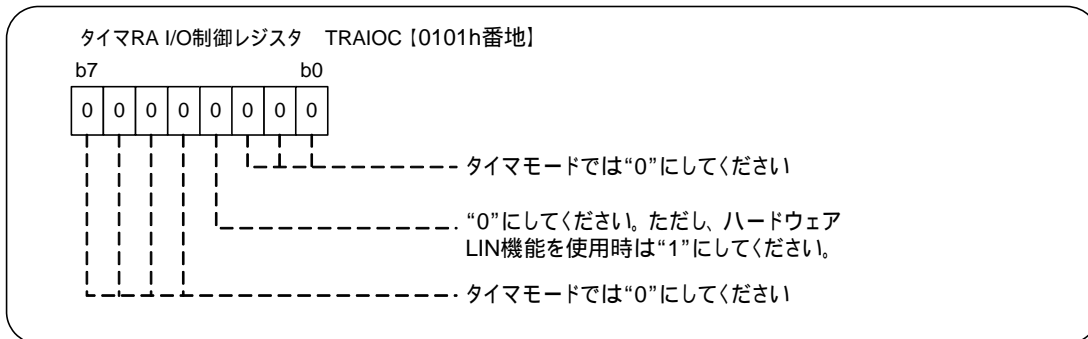 タイマRA I/O制御レジスタ　TRAIOC【0101h番地】
b7 b0
0 0 0 0 0 0 0 0
タイマモードでは“0”にしてください
“0”にしてください。ただし、ハードウェア
LIN機能を使用時は“1”にしてください。
タイマモードでは“0”にしてください